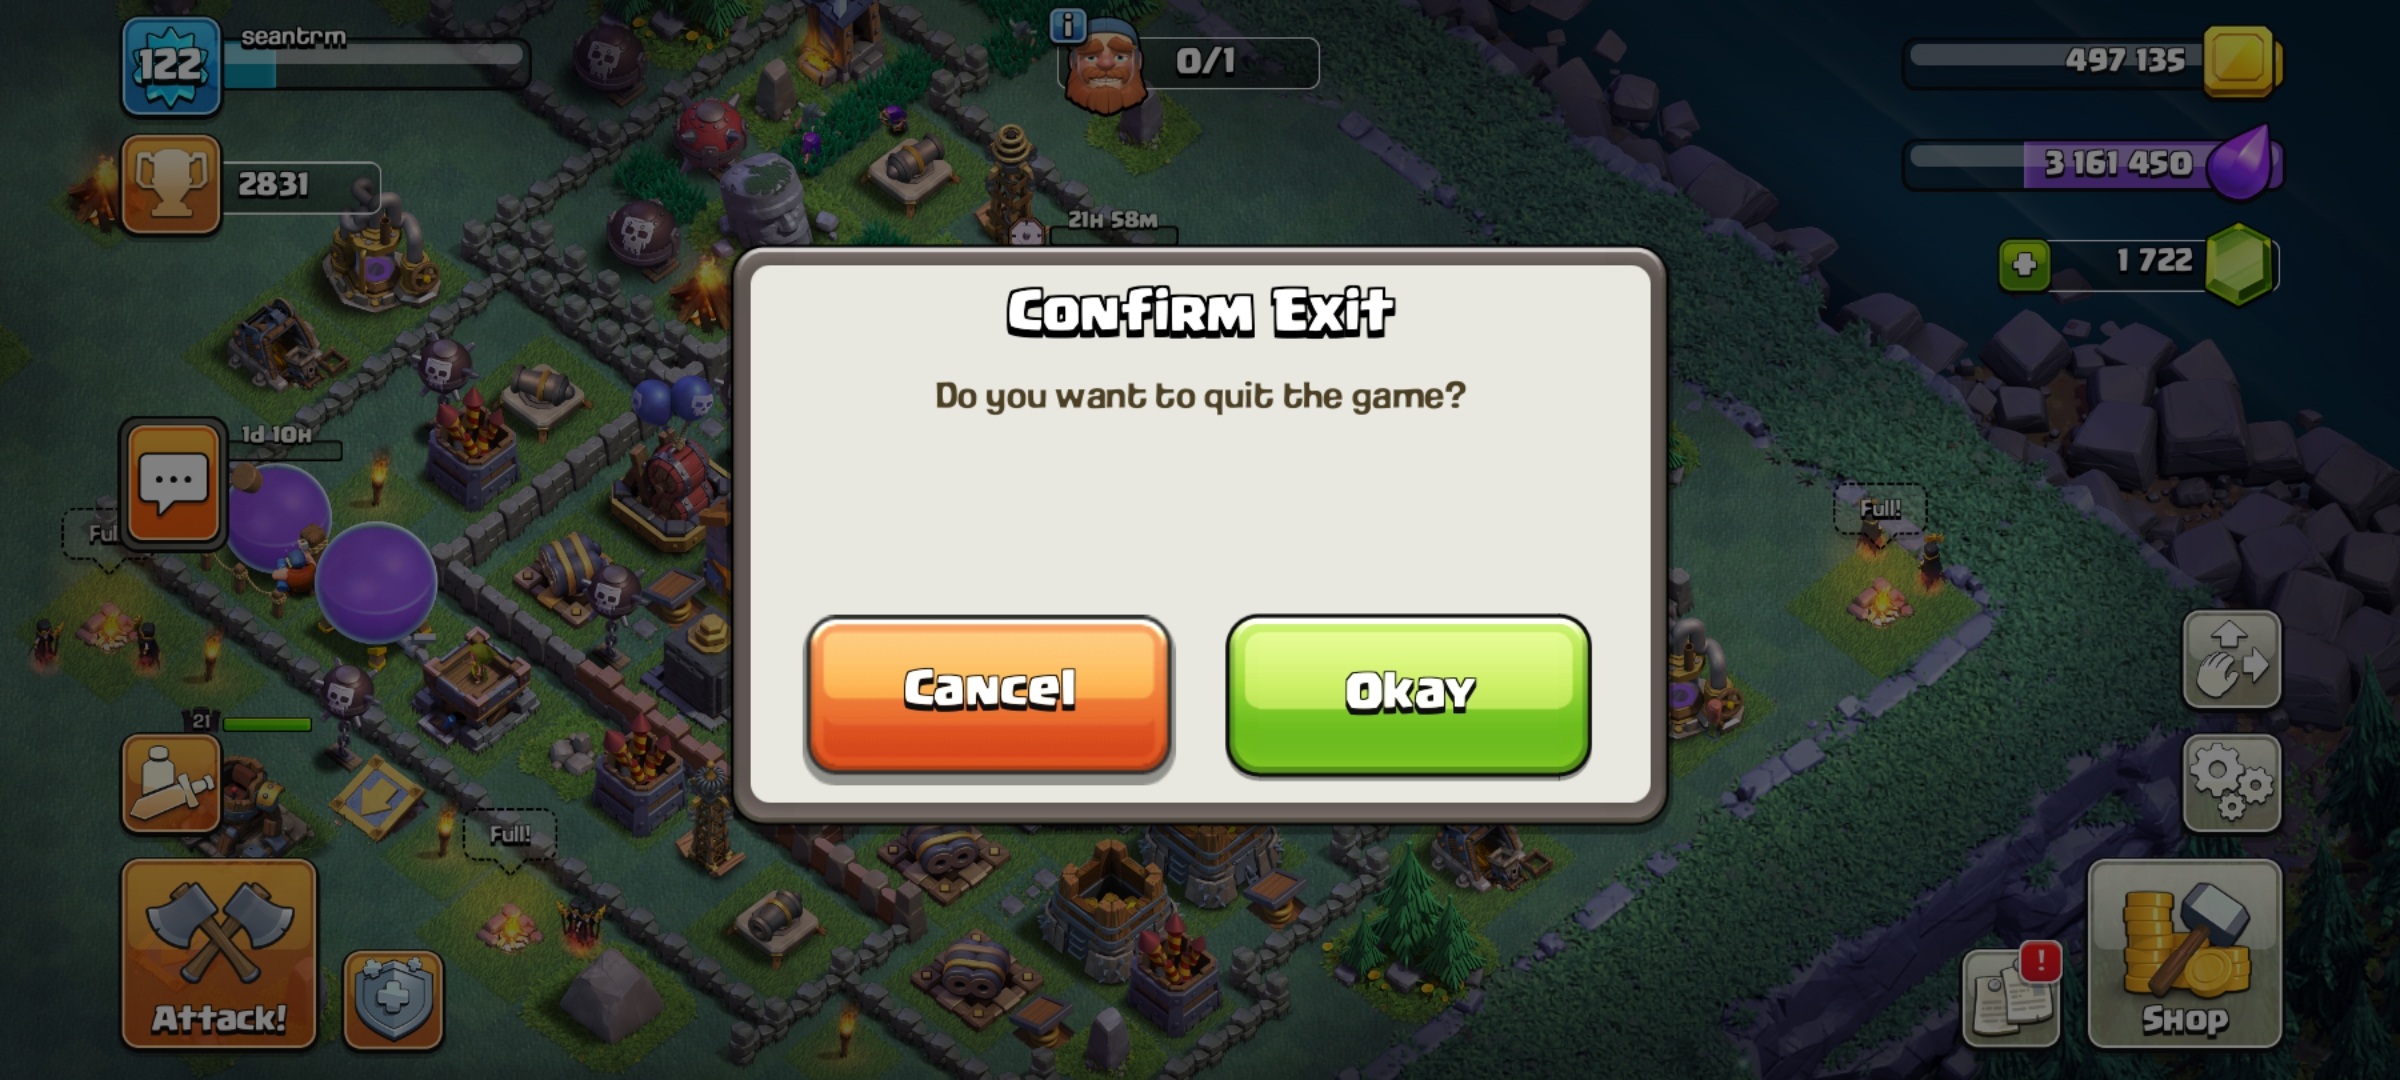 122
seantrm
0/1
497 135
2831
3 161 450
21H 58M
1 722
Confirm Exit
Do you want to quit the game?
1d 10H
Full!
Cancel
Okay
21
Full!
Attack!
!
Shop